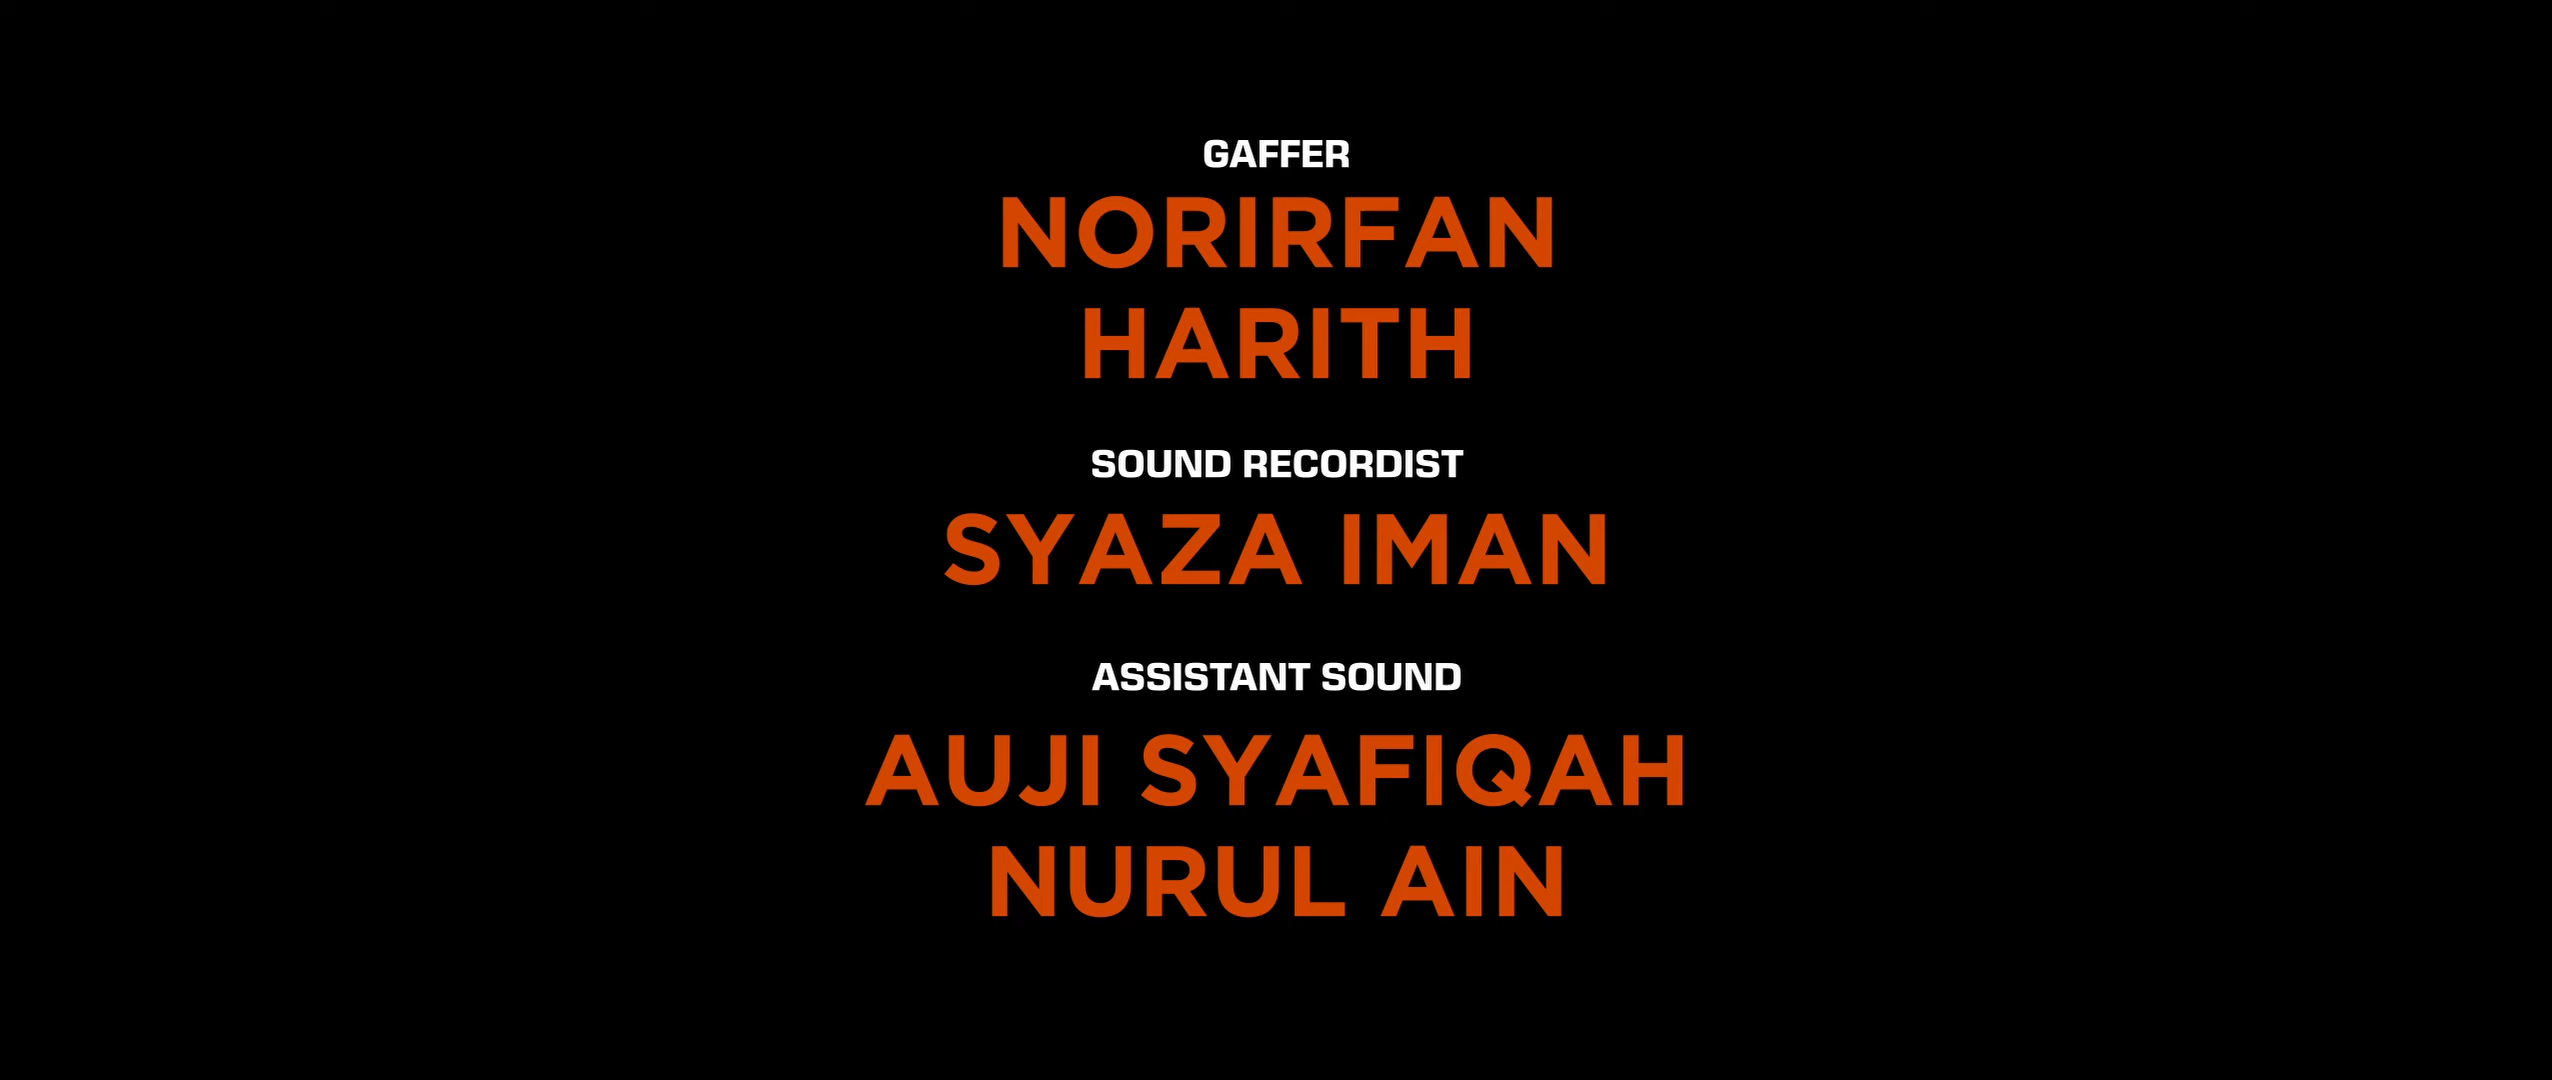 GAFFER
NORIRFAN
HARITH
SOUND RECORDIST
SYAZA IMAN
ASSISTANT SOUND
AUJI SYAFIQAH
NURUL AIN